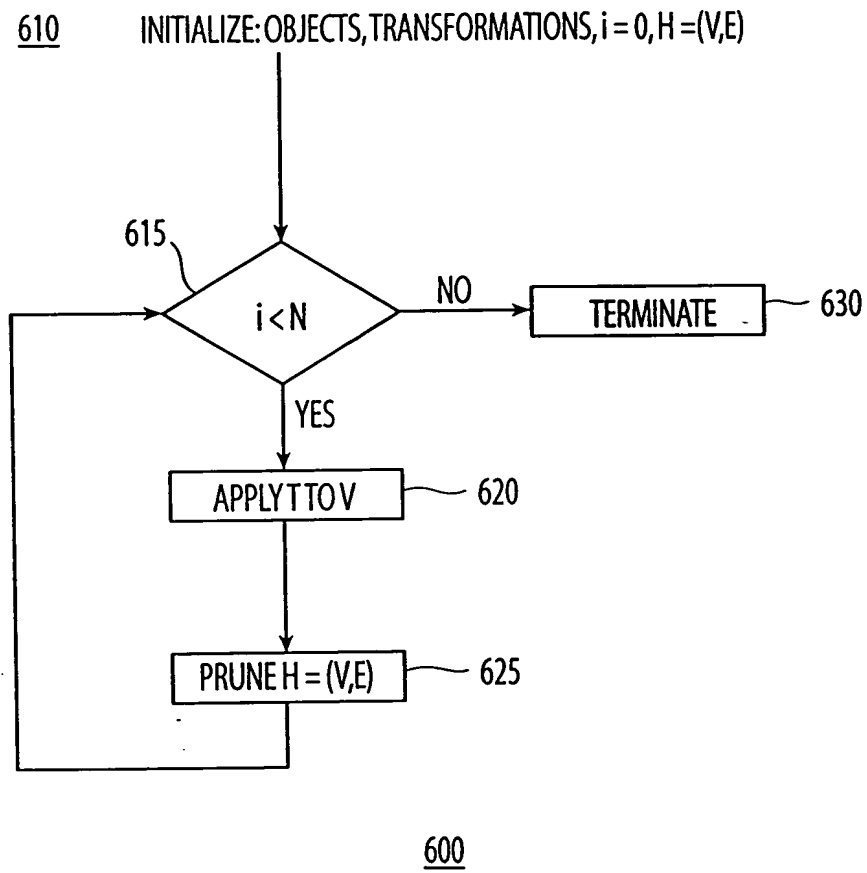 610 INITIALIZE: OBJECTS, TRANSFORMATIONS, i = 0, H = (V,E)
615
i < N
NO
TERMINATE
630
YES
APPLY T TO V
620
PRUNE H = (V,E)
625
600